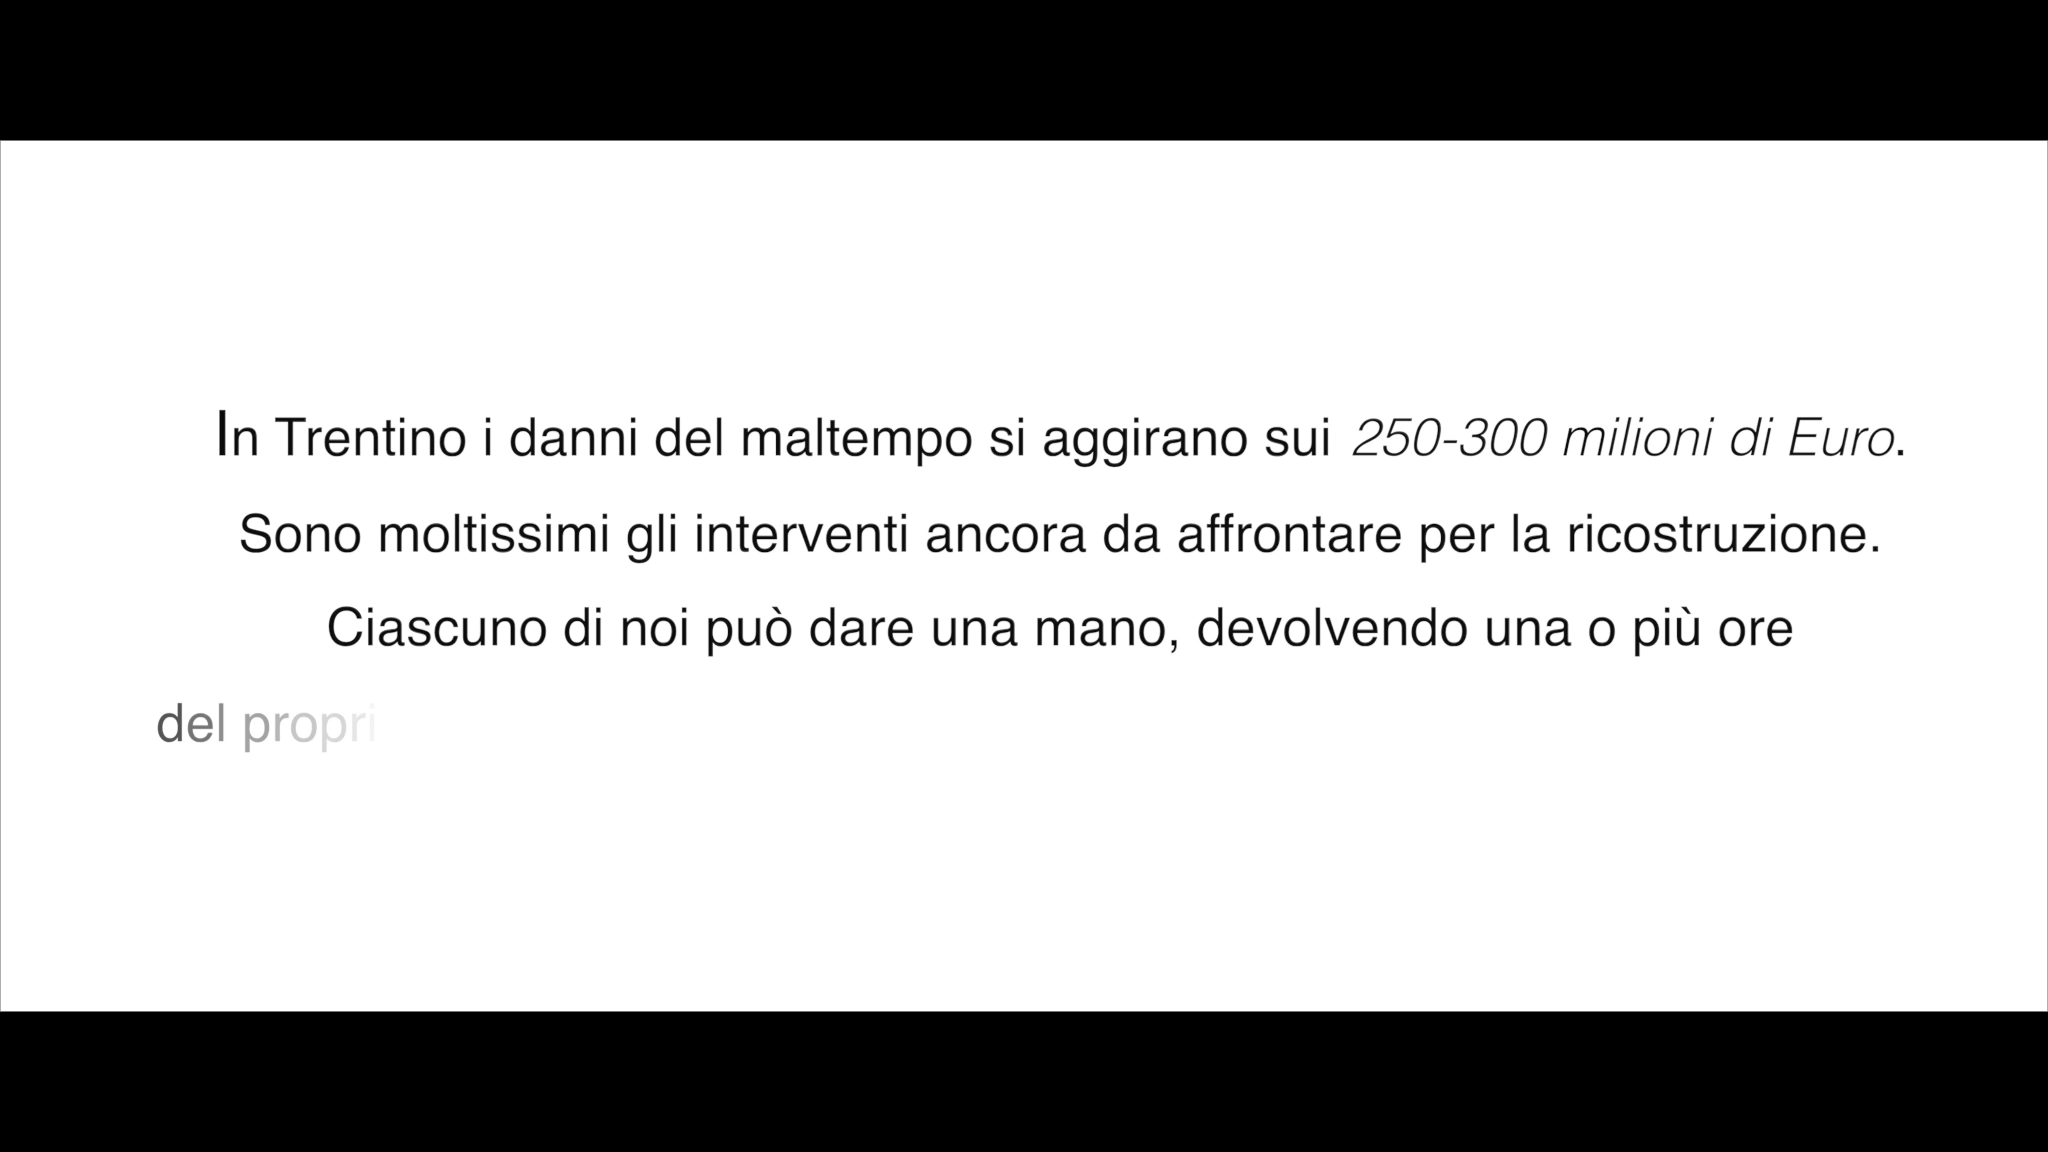 In Trentino i danni del maltempo si aggirano sui 250-300 milioni di Euro.
Sono moltissimi gli interventi ancora da affrontare per la ricostruzione.
Ciascuno di noi può dare una mano, devolvendo una o più ore
del propri